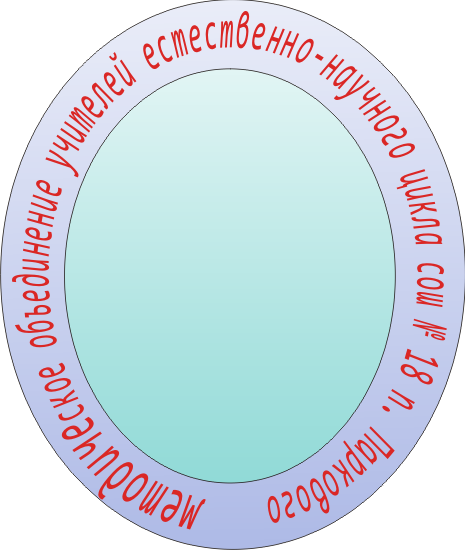 методическое объединение учителей естественно-научного цикла сош № 18 п. Паркового